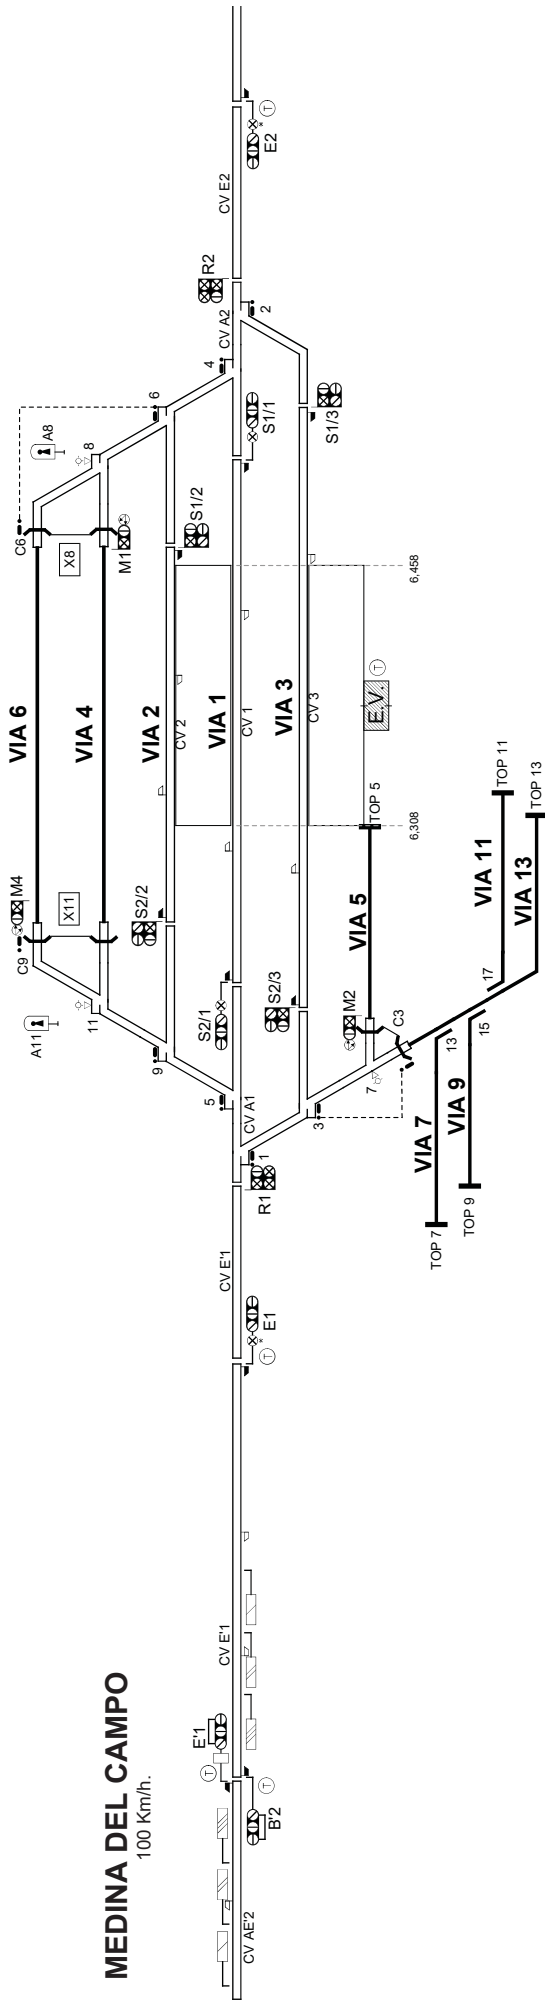 MEDINA DEL CAMPO
100 Km/h.
CV AE'2
B'2
T
E'1
T
CV E'1
CV E'1
E1
T
*
R1
1
CV A1
5
9
11
A11
C9
M4
X11
S2/2
S2/1
S2/3
3
7
M2
C3
VIA 6
VIA 4
VIA 2
CV 2
VIA 1
CV 1
VIA 3
CV 3
VIA 5
TOP 5
E.V.
T
6,308
6,458
VIA 7
TOP 7
VIA 9
TOP 9
13
15
17
VIA 11
TOP 11
VIA 13
TOP 13
C6
X8
M1
A8
8
6
4
S1/2
S1/1
S1/3
2
CV A2
R2
CV E2
E2
T
*